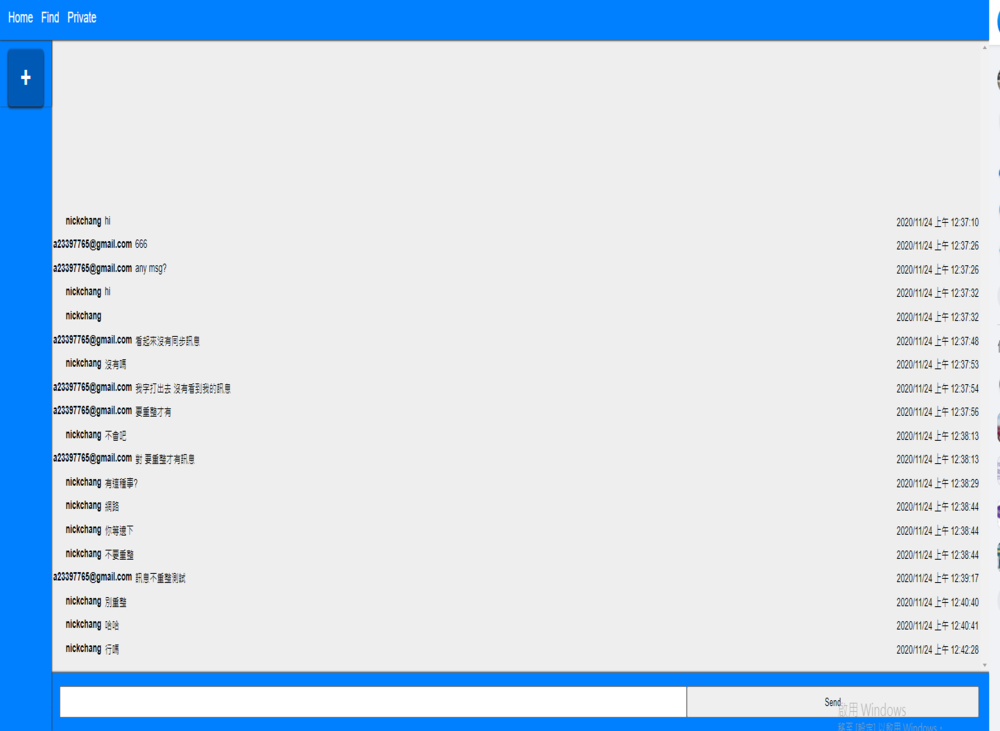 Home Find Private
+
nickchang hi 2020/11/24 上午 12:37:10
a23397765@gmail.com 666 2020/11/24 上午 12:37:26
a23397765@gmail.com any msg? 2020/11/24 上午 12:37:26
nickchang hi 2020/11/24 上午 12:37:32
nickchang 2020/11/24 上午 12:37:32
a23397765@gmail.com 看起來沒有同步訊息 2020/11/24 上午 12:37:48
nickchang 沒有嗎 2020/11/24 上午 12:37:53
a23397765@gmail.com 我字打出去 沒有看到我的訊息 2020/11/24 上午 12:37:54
a23397765@gmail.com 要重整才有 2020/11/24 上午 12:37:56
nickchang 不會吧 2020/11/24 上午 12:38:13
a23397765@gmail.com 對 要重整才有訊息 2020/11/24 上午 12:38:13
nickchang 有這種事? 2020/11/24 上午 12:38:29
nickchang 網路 2020/11/24 上午 12:38:44
nickchang 你等遮下 2020/11/24 上午 12:38:44
nickchang 不要重整 2020/11/24 上午 12:38:44
a23397765@gmail.com 訊息不重整測試 2020/11/24 上午 12:39:17
nickchang 別重整 2020/11/24 上午 12:40:40
nickchang 哈哈 2020/11/24 上午 12:40:41
nickchang 行嗎 2020/11/24 上午 12:42:28
Send
啟用 Windows
移至 [設定] 以啟用 Windows。